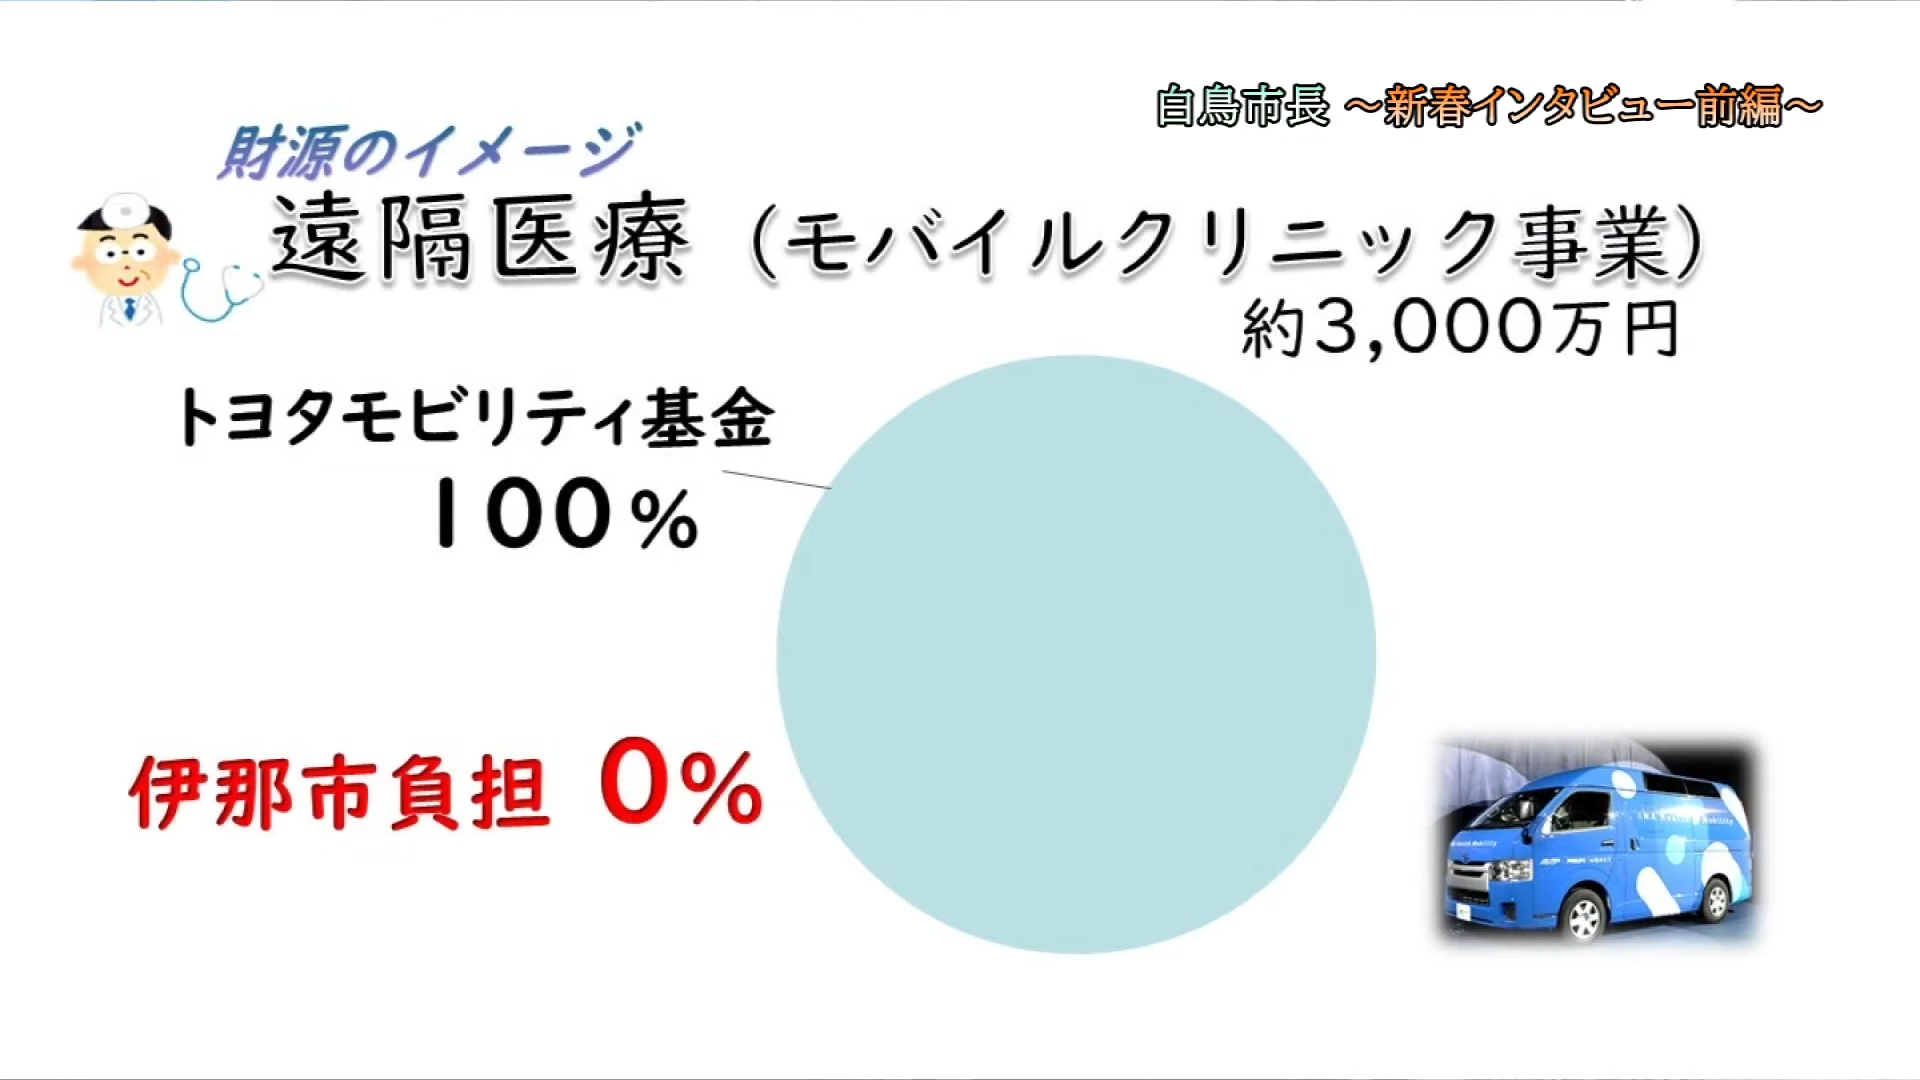 白鳥市長 ～新春インタビュー前編～
財源のイメージ
遠隔医療（モバイルクリニック事業）
約3,000万円
トヨタモビリティ基金
100％
伊那市負担 0％